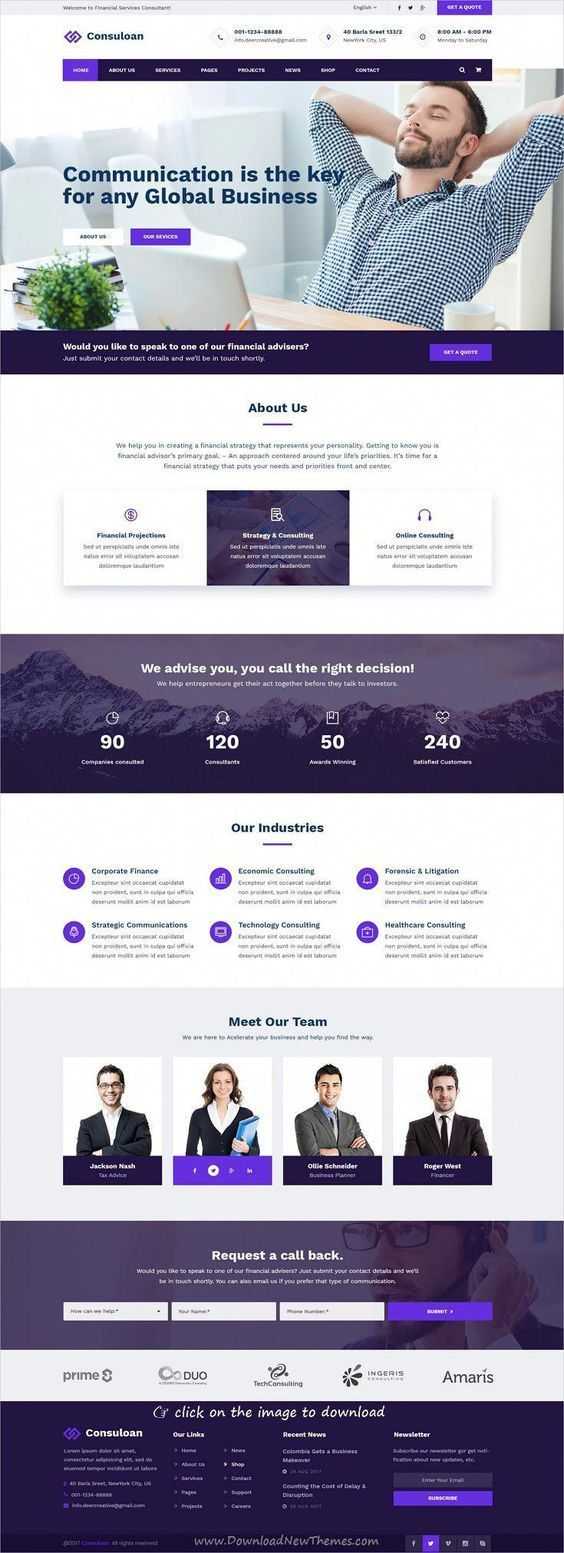 Welcome to Financial Services Consultant!
English
GET A QUOTE
Consuloan
001-1234-88888
info.deercreative@gmail.com
40 Baria Sreet 133/2
NewYork City, US
8:00 AM - 6:00 PM
Monday to Saturday
HOME ABOUT US SERVICES PAGES PROJECTS NEWS SHOP CONTACT
Communication is the key
for any Global Business
ABOUT US
OUR SEVICES
Would you like to speak to one of our financial advisers?
Just submit your contact details and we'll be in touch shortly.
GET A QUOTE
About Us
We help you in creating a financial strategy that represents your personality. Getting to know you is
financial advisor's primary goal. – An approach centered around your life's priorities. It's time for a
financial strategy that puts your needs and priorities front and center.
Financial Projections
Sed ut perspiciatis unde omnis iste
natus error sit voluptatem accusan
doloremque laudantium
Strategy & Consulting
Sed ut perspiciatis unde omnis iste
natus error sit voluptatem accusan
doloremque laudantium
Online Consulting
Sed ut perspiciatis unde omnis iste
natus error sit voluptatem accusan
doloremque laudantium
We advise you, you call the right decision!
We help entrepreneurs get their act together before they talk to investors.
90
Companies consulted
120
Consultants
50
Awards Winning
240
Satisfied Customers
Our Industries
Corporate Finance
Excepteur sint occaecat cupidatat
non proident, sunt in culpa qui officia
deserunt mollit anim id est laborum
Economic Consulting
Excepteur sint occaecat cupidatat
non proident, sunt in culpa qui officia
deserunt mollit anim id est laborum
Forensic & Litigation
Excepteur sint occaecat cupidatat
non proident, sunt in culpa qui officia
deserunt mollit anim id est laborum
Strategic Communications
Excepteur sint occaecat cupidatat
non proident, sunt in culpa qui officia
deserunt mollit anim id est laborum
Technology Consulting
Excepteur sint occaecat cupidatat
non proident, sunt in culpa qui officia
deserunt mollit anim id est laborum
Healthcare Consulting
Excepteur sint occaecat cupidatat
non proident, sunt in culpa qui officia
deserunt mollit anim id est laborum
Meet Our Team
We are here to Acelerate your business and help you find the way.
Jackson Nash
Tax Advice
Ollie Schneider
Business Planner
Roger West
Financer
Request a call back.
Would you like to speak to one of our financial advisers? Just submit your contact details and we'll
be in touch shortly. You can also email us if you prefer that type of communication.
How can we help:*
Your Name:*
Phone Number:*
SUBMIT
prime
DUO
TechConsulting
INGERIS
CONSULTING
Amaris
click on the image to download
Consuloan
Lorem ipsum dolor sit amet,
consectetur adipiscing elit,
incididunt ut labore et dolore
40 Baria Sreet, NewYork City, US
001-1234-88888
info.deercreative@gmail.com
Our Links
Home
About Us
Services
Pages
Projects
News
Shop
Contact
Support
Careers
Recent News
Colombia Gets a Business
Makeover
Counting the Cost of Delay &
Disruption
Newsletter
Subscribe our newsletter gor get noti-
fication about new updates, etc.
Enter Your Email
SUBSCRIBE
@2017 Consuloan. All rights reserved
www.DownloadNewThemes.com